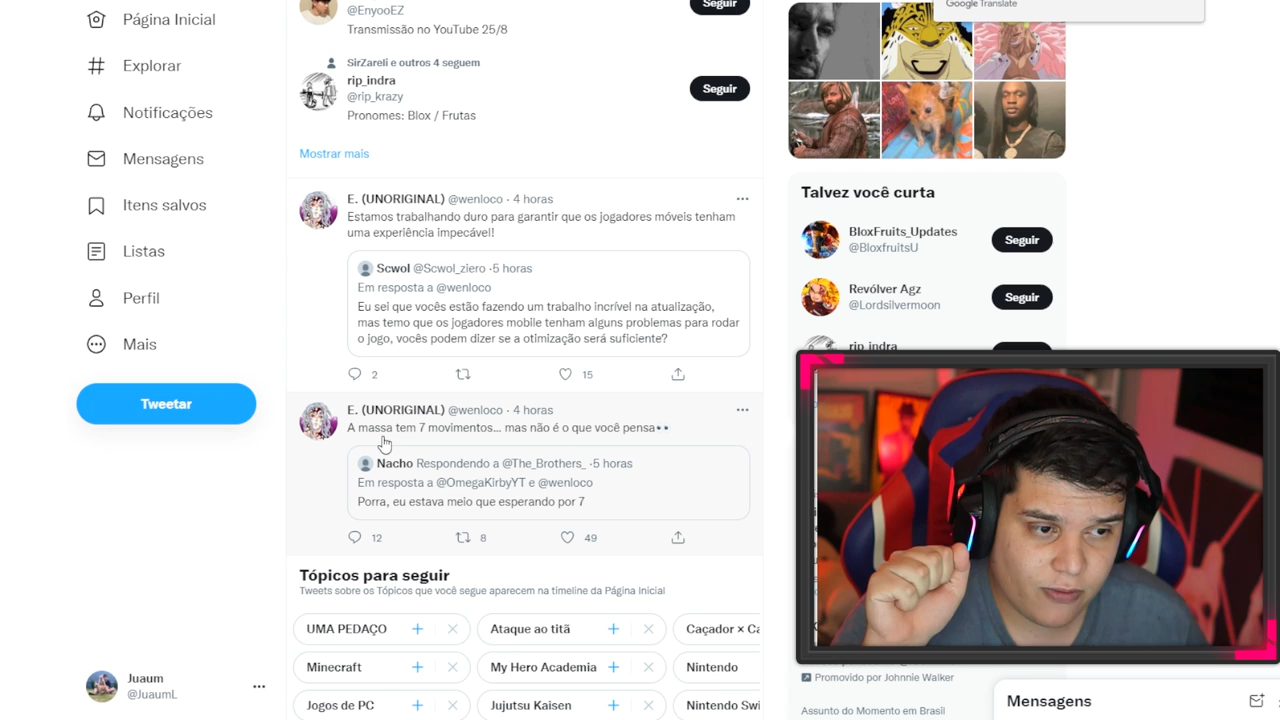 Página Inicial
Explorar
Notificações
Mensagens
Itens salvos
Listas
Perfil
Mais
Tweetar
Juaum
@JuaumL
@EnyooEZ
Seguir
Transmissão no YouTube 25/8
SirZareli e outros 4 seguem
rip_indra
@rip_krazy
Seguir
Pronomes: Blox / Frutas
Mostrar mais
E. (UNORIGINAL) @wenloco · 4 horas
Estamos trabalhando duro para garantir que os jogadores móveis tenham
uma experiência impecável!
Scwol @Scwol_ziero ·5 horas
Em resposta a @wenloco
Eu sei que vocês estão fazendo um trabalho incrível na atualização,
mas temo que os jogadores mobile tenham alguns problemas para rodar
o jogo, vocês podem dizer se a otimização será suficiente?
2
15
E. (UNORIGINAL) @wenloco · 4 horas
A massa tem 7 movimentos... mas não é o que você pensa
Nacho Respondendo a @The_Brothers_ ·5 horas
Em resposta a @OmegaKirbyYT e @wenloco
Porra, eu estava meio que esperando por 7
12
8
49
Tópicos para seguir
Tweets sobre os Tópicos que você segue aparecem na timeline da Página Inicial
UMA PEDAÇO
Ataque ao titã
Caçador × Ca
Minecraft
My Hero Academia
Nintendo
Jogos de PC
Jujutsu Kaisen
Nintendo Swi
Google Translate
Talvez você curta
BloxFruits_Updates
@BloxfruitsU
Seguir
Revólver Agz
@Lordsilvermoon
Seguir
rip_indra
Promovido por Johnnie Walker
Assunto do Momento em Brasil
Mensagens